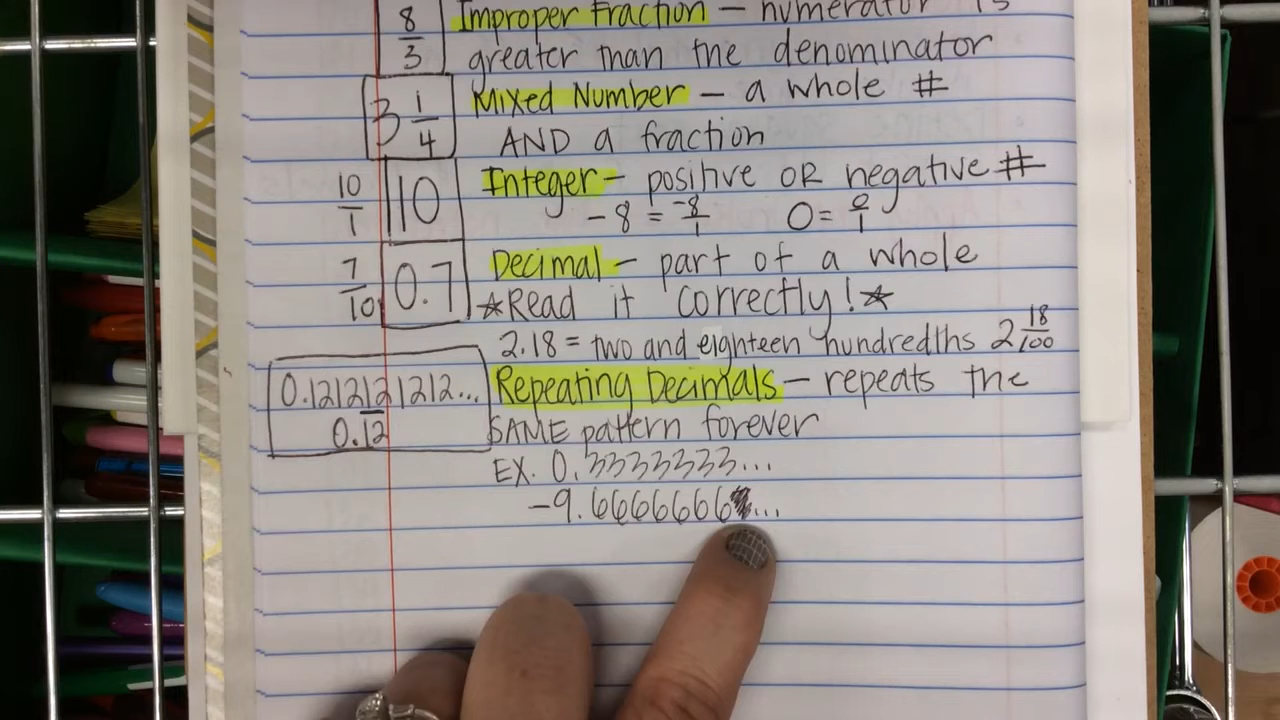 8/3 Improper Fraction – numerator is
greater than the denominator
3 1/4 Mixed Number – a whole #
AND a fraction
10/1 10 Integer – positive OR negative #
-8 = -8/1 0 = 0/1
7/10 0.7 Decimal – part of a whole
★Read it correctly!★
2.18 = two and eighteen hundredths 2 18/100
0.1212121212... Repeating Decimals – repeats the
0.1̅2̅ SAME pattern forever
EX. 0.3333333...
-9.6666666...